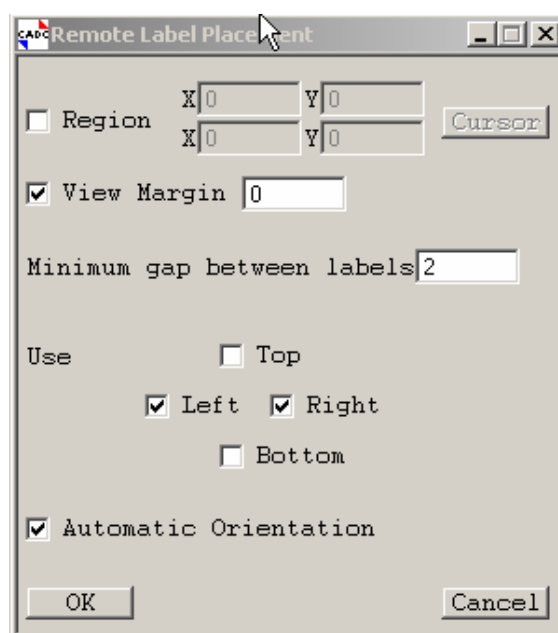 CADC Remote Label Placement
X 0 Y 0
Region Cursor
X 0 Y 0
View Margin 0
Minimum gap between labels 2
Use Top
Left Right
Bottom
Automatic Orientation
OK Cancel